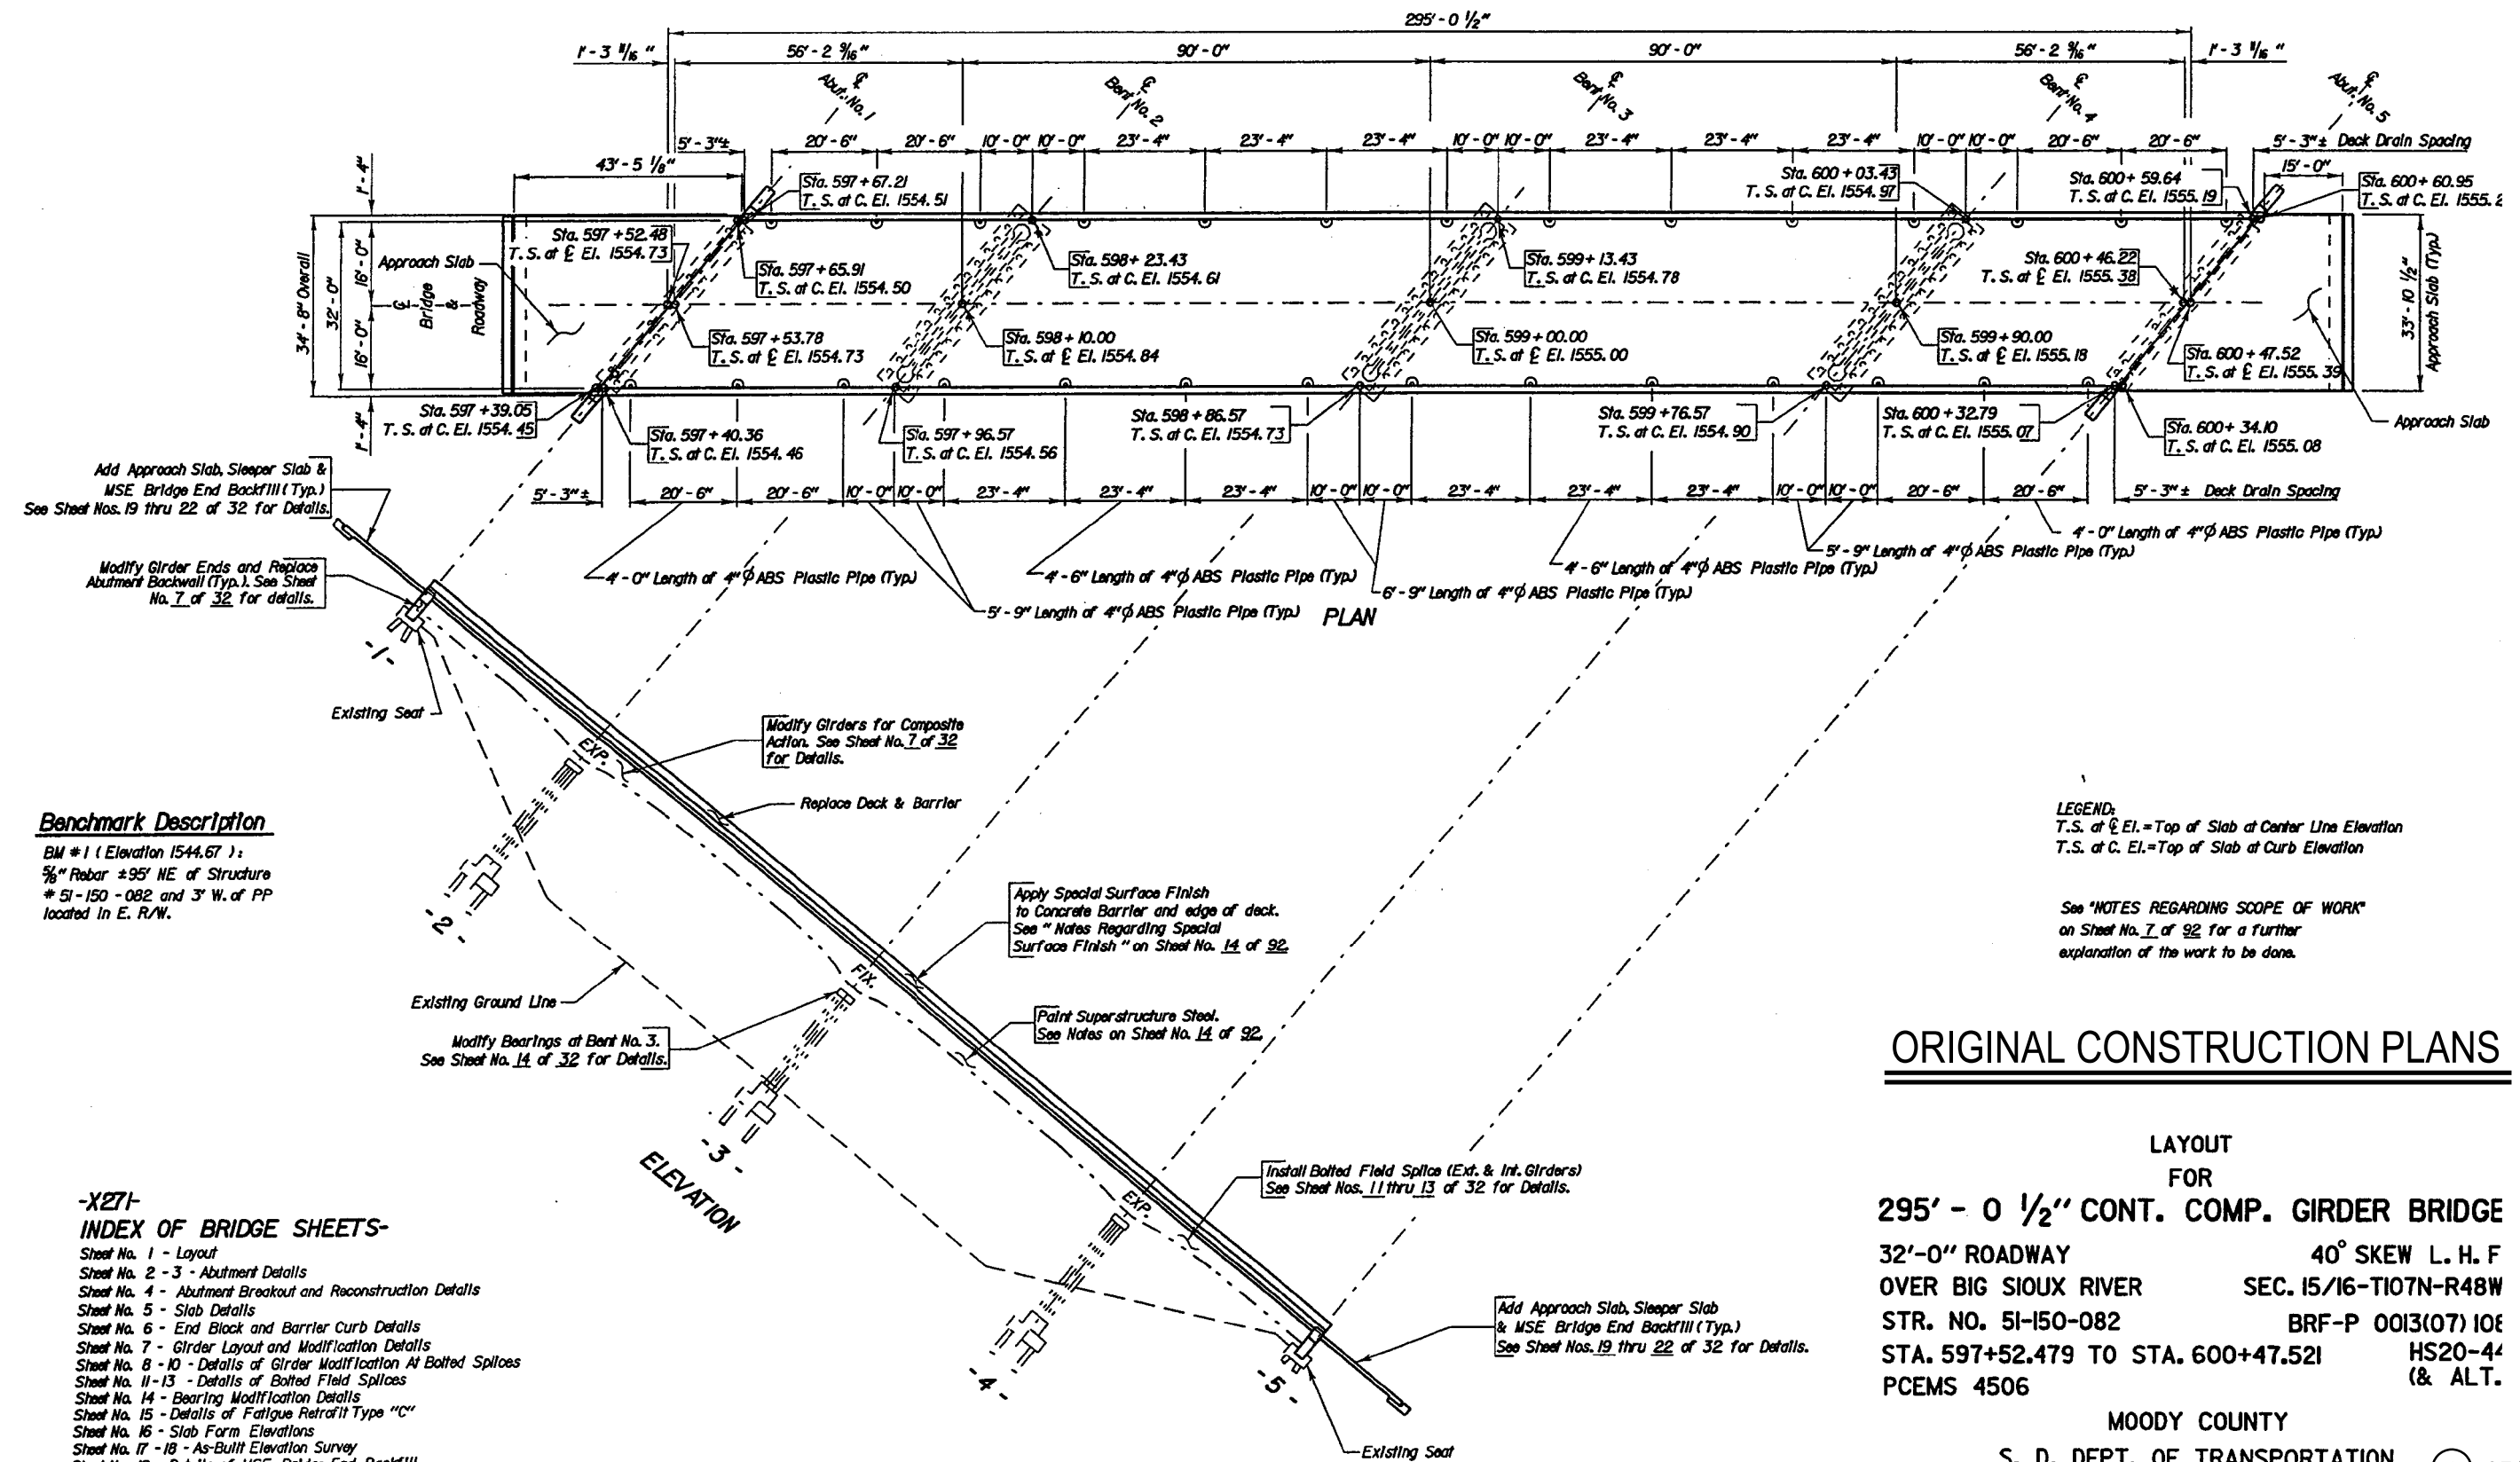 295' - 0 1/2"
1' - 3 11/16 "
56' - 2 9/16"
90' - 0"
90' - 0"
56' - 2 9/16"
1' - 3 11/16 "
℄ Abut. No. 1
℄ Bent No. 2
℄ Bent No. 3
℄ Bent No. 4
℄ Abut. No. 5
5' - 3"±
20' - 6"
20' - 6"
10' - 0"
10' - 0"
23' - 4"
23' - 4"
23' - 4"
10' - 0"
10' - 0"
23' - 4"
23' - 4"
23' - 4"
10' - 0"
10' - 0"
20' - 6"
20' - 6"
5' - 3"± Deck Drain Spacing
43' - 5 1/8"
15' - 0"
1' - 4"
34' - 8" Overall
32' - 0"
16' - 0"
16' - 0"
1' - 4"
℄
Bridge
&
Roadway
Approach Slab
Sta. 597 + 52.48
T. S. at ℄ El. 1554.73
Sta. 597 + 67.21
T. S. at C. El. 1554.51
Sta. 597 + 65.91
T. S. at C. El. 1554.50
Sta. 598 + 23.43
T. S. at C. El. 1554.61
Sta. 599 + 13.43
T. S. at C. El. 1554.78
Sta. 600 + 03.43
T. S. at C. El. 1554.97
Sta. 600 + 59.64
T. S. at C. El. 1555.19
Sta. 600 + 60.95
T. S. at C. El. 1555.2
Sta. 600 + 46.22
T. S. at ℄ El. 1555.38
Sta. 597 + 53.78
T. S. at ℄ El. 1554.73
Sta. 598 + 10.00
T. S. at ℄ El. 1554.84
Sta. 599 + 00.00
T. S. at ℄ El. 1555.00
Sta. 599 + 90.00
T. S. at ℄ El. 1555.18
Sta. 600 + 47.52
T. S. at ℄ El. 1555.39
33' - 10 1/2"
Approach Slab (Typ.)
Approach Slab
Sta. 597 + 39.05
T. S. at C. El. 1554.45
Sta. 597 + 40.36
T. S. at C. El. 1554.46
Sta. 597 + 96.57
T. S. at C. El. 1554.56
Sta. 598 + 86.57
T. S. at C. El. 1554.73
Sta. 599 + 76.57
T. S. at C. El. 1554.90
Sta. 600 + 32.79
T. S. at C. El. 1555.07
Sta. 600 + 34.10
T. S. at C. El. 1555.08
5' - 3"±
20' - 6"
20' - 6"
10' - 0"
10' - 0"
23' - 4"
23' - 4"
23' - 4"
10' - 0"
10' - 0"
23' - 4"
23' - 4"
23' - 4"
10' - 0"
10' - 0"
20' - 6"
20' - 6"
5' - 3" ± Deck Drain Spacing
4' - 0" Length of 4"Ø ABS Plastic Pipe (Typ.)
5' - 9" Length of 4"Ø ABS Plastic Pipe (Typ.)
4' - 6" Length of 4"Ø ABS Plastic Pipe (Typ.)
6' - 9" Length of 4"Ø ABS Plastic Pipe (Typ.)
4' - 6" Length of 4"Ø ABS Plastic Pipe (Typ.)
5' - 9" Length of 4"Ø ABS Plastic Pipe (Typ.)
4' - 0" Length of 4"Ø ABS Plastic Pipe (Typ.)
PLAN
Add Approach Slab, Sleeper Slab &
MSE Bridge End Backfill (Typ.)
See Sheet Nos. 19 thru 22 of 32 for Details.
Modify Girder Ends and Replace
Abutment Backwall (Typ.). See Sheet
No. 7 of 32 for details.
- 1 -
Existing Seat
EXP.
Modify Girders for Composite
Action. See Sheet No. 7 of 32
for Details.
Replace Deck & Barrier
- 2 -
Benchmark Description
BM #1 ( Elevation 1544.67 ):
5/8" Rebar ±95' NE of Structure
# 51-150 -082 and 3' W. of PP
located in E. R/W.
Apply Special Surface Finish
to Concrete Barrier and edge of deck.
See " Notes Regarding Special
Surface Finish " on Sheet No. 14 of 92.
FIX.
Existing Ground Line
Paint Superstructure Steel.
See Notes on Sheet No. 14 of 92.
Modify Bearings at Bent No. 3.
See Sheet No. 14 of 32 for Details.
- 3 -
ELEVATION
Install Bolted Field Splice (Ext. & Int. Girders)
See Sheet Nos. 11 thru 13 of 32 for Details.
EXP.
- 4 -
Add Approach Slab, Sleeper Slab
& MSE Bridge End Backfill (Typ.)
See Sheet Nos. 19 thru 22 of 32 for Details.
- 5 -
Existing Seat
LEGEND:
T.S. at ℄ El. = Top of Slab at Center Line Elevation
T.S. at C. El. = Top of Slab at Curb Elevation
See "NOTES REGARDING SCOPE OF WORK"
on Sheet No. 7 of 92 for a further
explanation of the work to be done.
ORIGINAL CONSTRUCTION PLANS
-X271-
INDEX OF BRIDGE SHEETS-
Sheet No. 1 - Layout
Sheet No. 2 - 3 - Abutment Details
Sheet No. 4 - Abutment Breakout and Reconstruction Details
Sheet No. 5 - Slab Details
Sheet No. 6 - End Block and Barrier Curb Details
Sheet No. 7 - Girder Layout and Modification Details
Sheet No. 8 - 10 - Details of Girder Modification At Bolted Splices
Sheet No. 11-13 - Details of Bolted Field Splices
Sheet No. 14 - Bearing Modification Details
Sheet No. 15 - Details of Fatigue Retrofit Type "C"
Sheet No. 16 - Slab Form Elevations
Sheet No. 17 - 18 - As-Built Elevation Survey
LAYOUT
FOR
295' - 0 1/2" CONT. COMP. GIRDER BRIDGE
32'-0" ROADWAY 40° SKEW L. H. F
OVER BIG SIOUX RIVER SEC. 15/16-T107N-R48W
STR. NO. 51-150-082 BRF-P 0013(07) 108
STA. 597+52.479 TO STA. 600+47.521 HS20-44
PCEMS 4506 (& ALT.
MOODY COUNTY
S. D. DEPT. OF TRANSPORTATION